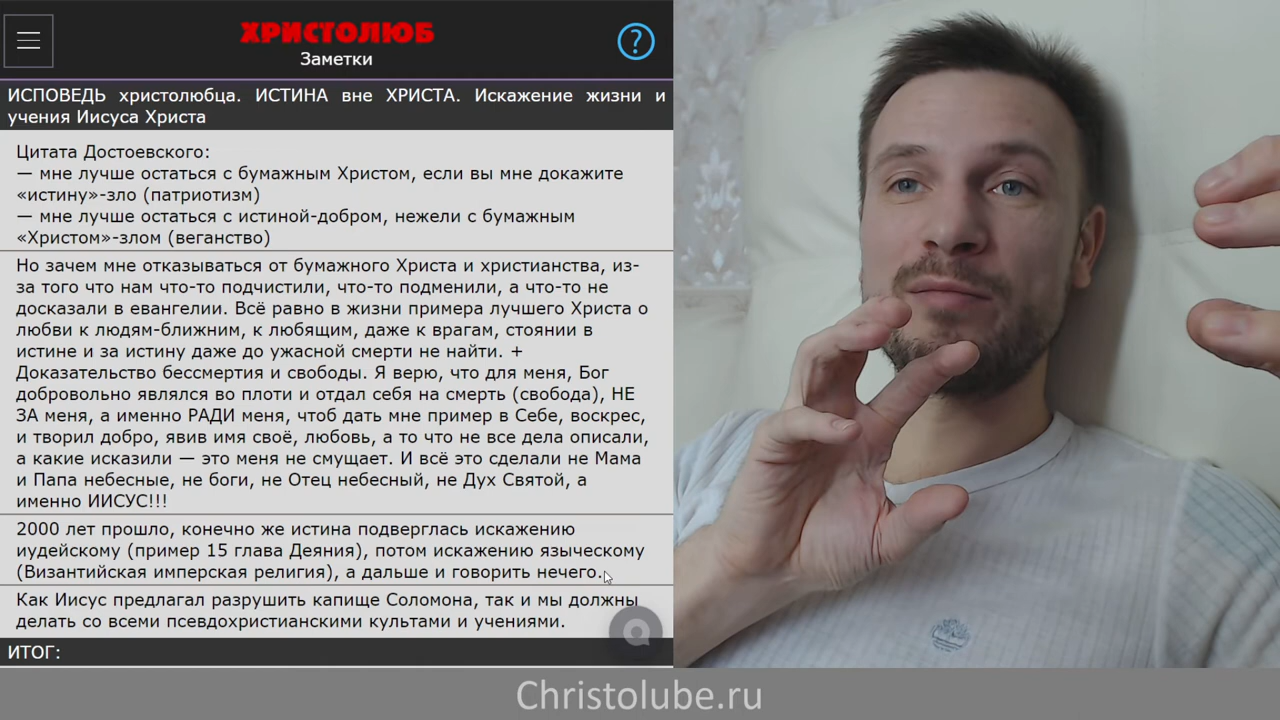 ХРИСТОЛЮБ
Заметки
?
ИСПОВЕДЬ христолюбца. ИСТИНА вне ХРИСТА. Искажение жизни и
учения Иисуса Христа
Цитата Достоевского:
— мне лучше остаться с бумажным Христом, если вы мне докажите
«истину»-зло (патриотизм)
— мне лучше остаться с истиной-добром, нежели с бумажным
«Христом»-злом (веганство)
Но зачем мне отказываться от бумажного Христа и христианства, из-
за того что нам что-то подчистили, что-то подменили, а что-то не
досказали в евангелии. Всё равно в жизни примера лучшего Христа о
любви к людям-ближним, к любящим, даже к врагам, стоянии в
истине и за истину даже до ужасной смерти не найти. +
Доказательство бессмертия и свободы. Я верю, что для меня, Бог
добровольно являлся во плоти и отдал себя на смерть (свобода), НЕ
ЗА меня, а именно РАДИ меня, чтоб дать мне пример в Себе, воскрес,
и творил добро, явив имя своё, любовь, а то что не все дела описали,
а какие исказили — это меня не смущает. И всё это сделали не Мама
и Папа небесные, не боги, не Отец небесный, не Дух Святой, а
именно ИИСУС!!!
2000 лет прошло, конечно же истина подверглась искажению
иудейскому (пример 15 глава Деяния), потом искажению языческому
(Византийская имперская религия), а дальше и говорить нечего.
Как Иисус предлагал разрушить капище Соломона, так и мы должны
делать со всеми псевдохристианскими культами и учениями.
ИТОГ:
Christolube.ru